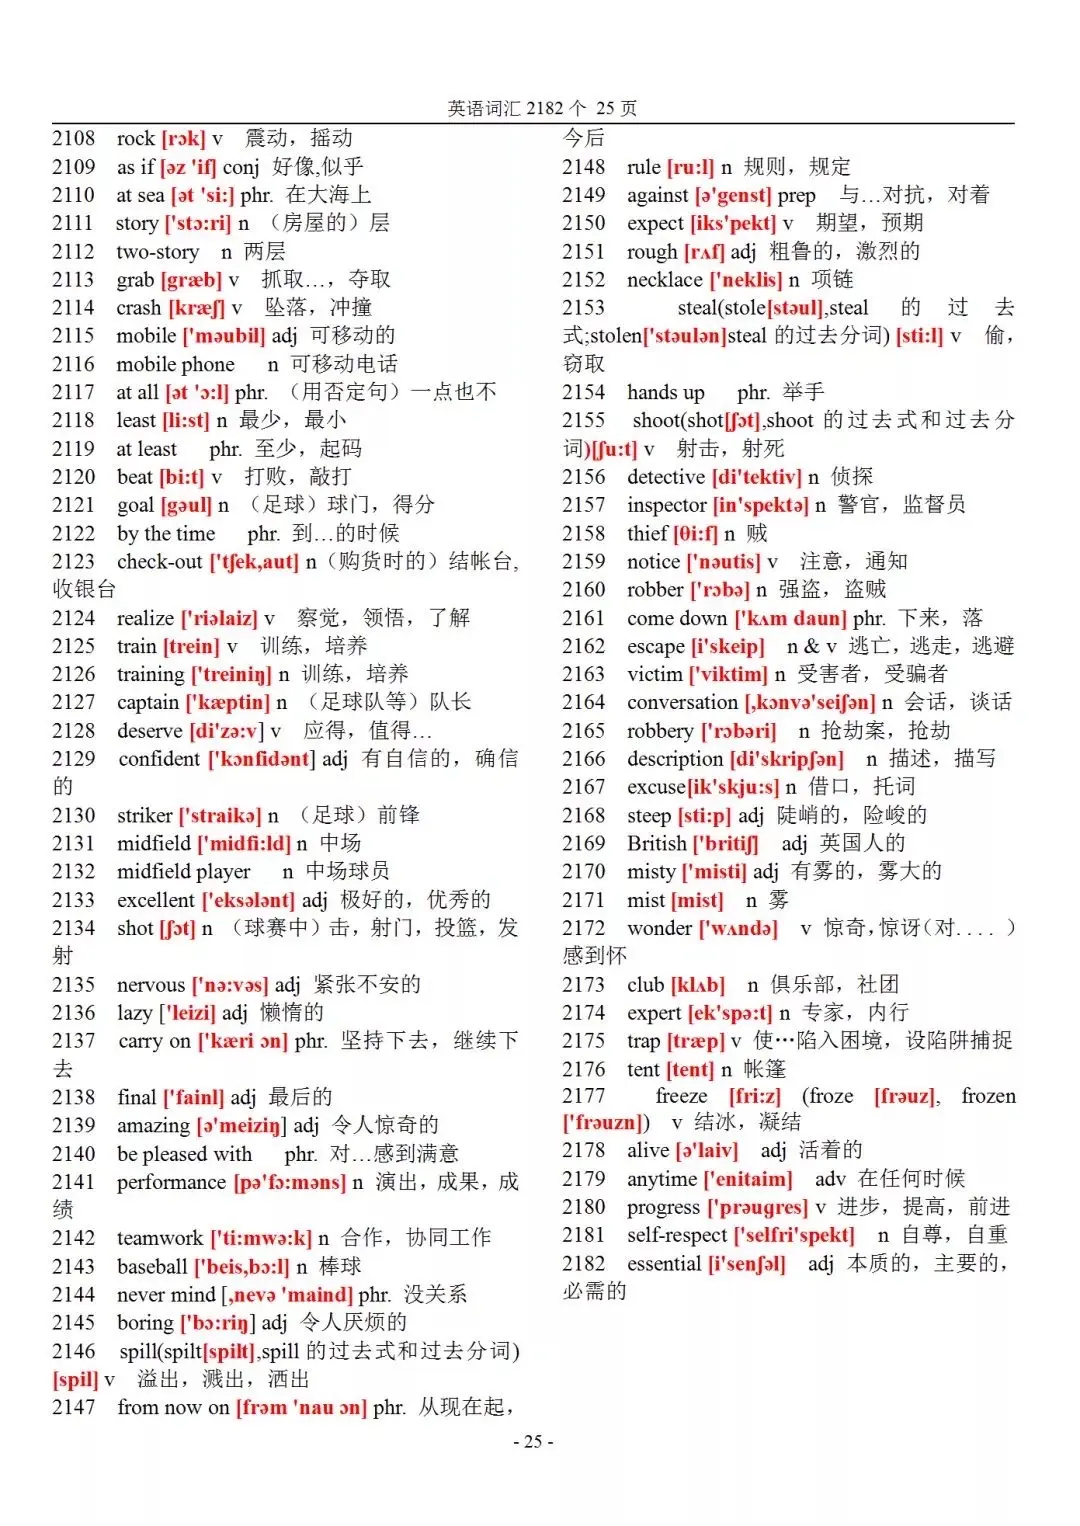 英语词汇 2182 个 25 页
2108 rock [rɔk] v 震动，摇动
2109 as if [əz 'if] conj 好像,似乎
2110 at sea [ət 'si:] phr. 在大海上
2111 story ['stɔ:ri] n （房屋的）层
2112 two-story n 两层
2113 grab [græb] v 抓取…，夺取
2114 crash [kræʃ] v 坠落，冲撞
2115 mobile ['məubil] adj 可移动的
2116 mobile phone n 可移动电话
2117 at all [ət 'ɔ:l] phr. （用否定句）一点也不
2118 least [li:st] n 最少，最小
2119 at least phr. 至少，起码
2120 beat [bi:t] v 打败，敲打
2121 goal [gəul] n （足球）球门，得分
2122 by the time phr. 到…的时候
2123 check-out ['tʃek,aut] n（购货时的）结帐台,
收银台
2124 realize ['riəlaiz] v 察觉，领悟，了解
2125 train [trein] v 训练，培养
2126 training ['treiniŋ] n 训练，培养
2127 captain ['kæptin] n （足球队等）队长
2128 deserve [di'zə:v] v 应得，值得…
2129 confident ['kɔnfidənt] adj 有自信的，确信
的
2130 striker ['straikə] n （足球）前锋
2131 midfield ['midfi:ld] n 中场
2132 midfield player n 中场球员
2133 excellent ['eksələnt] adj 极好的，优秀的
2134 shot [ʃɔt] n （球赛中）击，射门，投篮，发
射
2135 nervous ['nə:vəs] adj 紧张不安的
2136 lazy ['leizi] adj 懒惰的
2137 carry on ['kæri ɔn] phr. 坚持下去，继续下
去
2138 final ['fainl] adj 最后的
2139 amazing [ə'meiziŋ] adj 令人惊奇的
2140 be pleased with phr. 对…感到满意
2141 performance [pə'fɔ:məns] n 演出，成果，成
绩
2142 teamwork ['ti:mwə:k] n 合作，协同工作
2143 baseball ['beis,bɔ:l] n 棒球
2144 never mind [,nevə 'maind] phr. 没关系
2145 boring ['bɔ:riŋ] adj 令人厌烦的
2146 spill(spilt[spilt],spill 的过去式和过去分词)
[spil] v 溢出，溅出，洒出
2147 from now on [frəm 'nau ɔn] phr. 从现在起，
今后
2148 rule [ru:l] n 规则，规定
2149 against [ə'genst] prep 与…对抗，对着
2150 expect [iks'pekt] v 期望，预期
2151 rough [rʌf] adj 粗鲁的，激烈的
2152 necklace ['neklis] n 项链
2153 steal(stole[stəul],steal 的过去
式;stolen['stəulən]steal 的过去分词) [sti:l] v 偷，
窃取
2154 hands up phr. 举手
2155 shoot(shot[ʃɔt],shoot 的过去式和过去分
词)[ʃu:t] v 射击，射死
2156 detective [di'tektiv] n 侦探
2157 inspector [in'spektə] n 警官，监督员
2158 thief [θi:f] n 贼
2159 notice ['nəutis] v 注意，通知
2160 robber ['rɔbə] n 强盗，盗贼
2161 come down ['kʌm daun] phr. 下来，落
2162 escape [i'skeip] n & v 逃亡，逃走，逃避
2163 victim ['viktim] n 受害者，受骗者
2164 conversation [,kɔnvə'seiʃən] n 会话，谈话
2165 robbery ['rɔbəri] n 抢劫案，抢劫
2166 description [di'skripʃən] n 描述，描写
2167 excuse[ik'skju:s] n 借口，托词
2168 steep [sti:p] adj 陡峭的，险峻的
2169 British ['britiʃ] adj 英国人的
2170 misty ['misti] adj 有雾的，雾大的
2171 mist [mist] n 雾
2172 wonder ['wʌndə] v 惊奇，惊讶（对．．．．）
感到怀
2173 club [klʌb] n 俱乐部，社团
2174 expert [ek'spə:t] n 专家，内行
2175 trap [træp] v 使…陷入困境，设陷阱捕捉
2176 tent [tent] n 帐篷
2177 freeze [fri:z] (froze [frəuz], frozen
['frəuzn]) v 结冰，凝结
2178 alive [ə'laiv] adj 活着的
2179 anytime ['enitaim] adv 在任何时候
2180 progress ['prəugres] v 进步，提高，前进
2181 self-respect ['selfri'spekt] n 自尊，自重
2182 essential [i'senʃəl] adj 本质的，主要的，
必需的
- 25 -